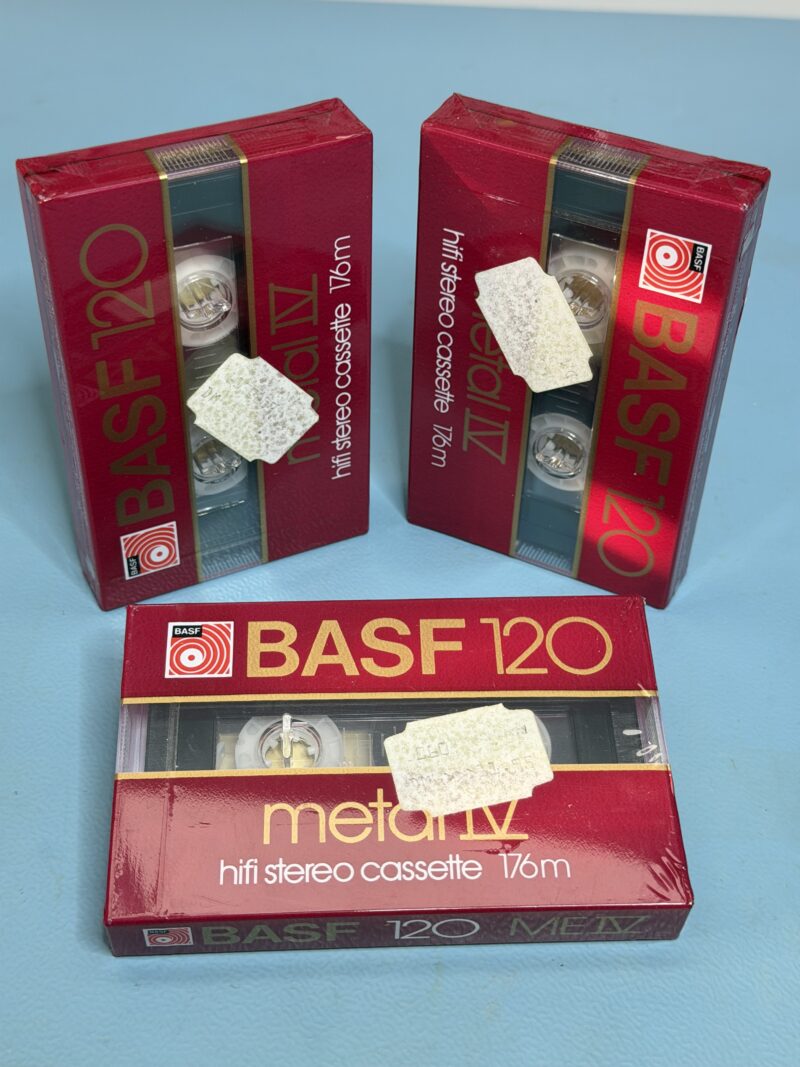 BASF 120
metal IV
hifi stereo cassette 176m
BASF
BASF
BASF 120
metal IV
hifi stereo cassette 176m
BASF
BASF 120
metal IV
hifi stereo cassette 176m
BASF
BASF 120 ME IV